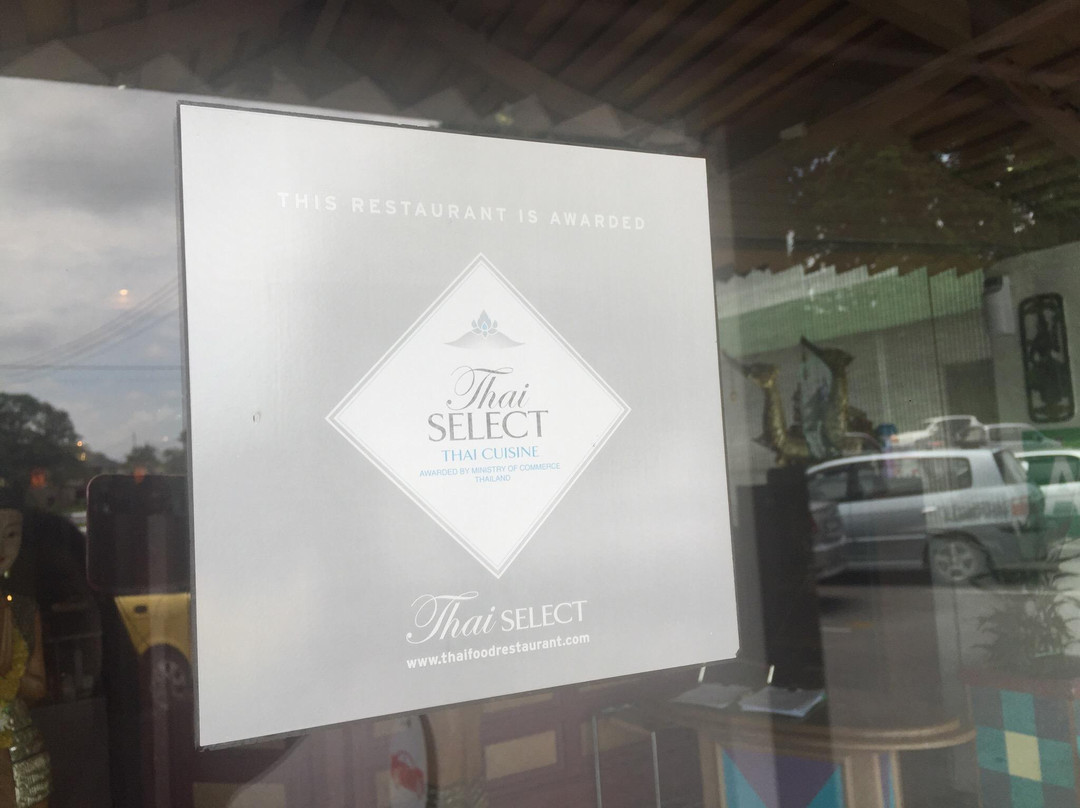 THIS RESTAURANT IS AWARDED
Thai
SELECT
THAI CUISINE
AWARDED BY MINISTRY OF COMMERCE
THAILAND
Thai SELECT
www.thaifoodrestaurant.com